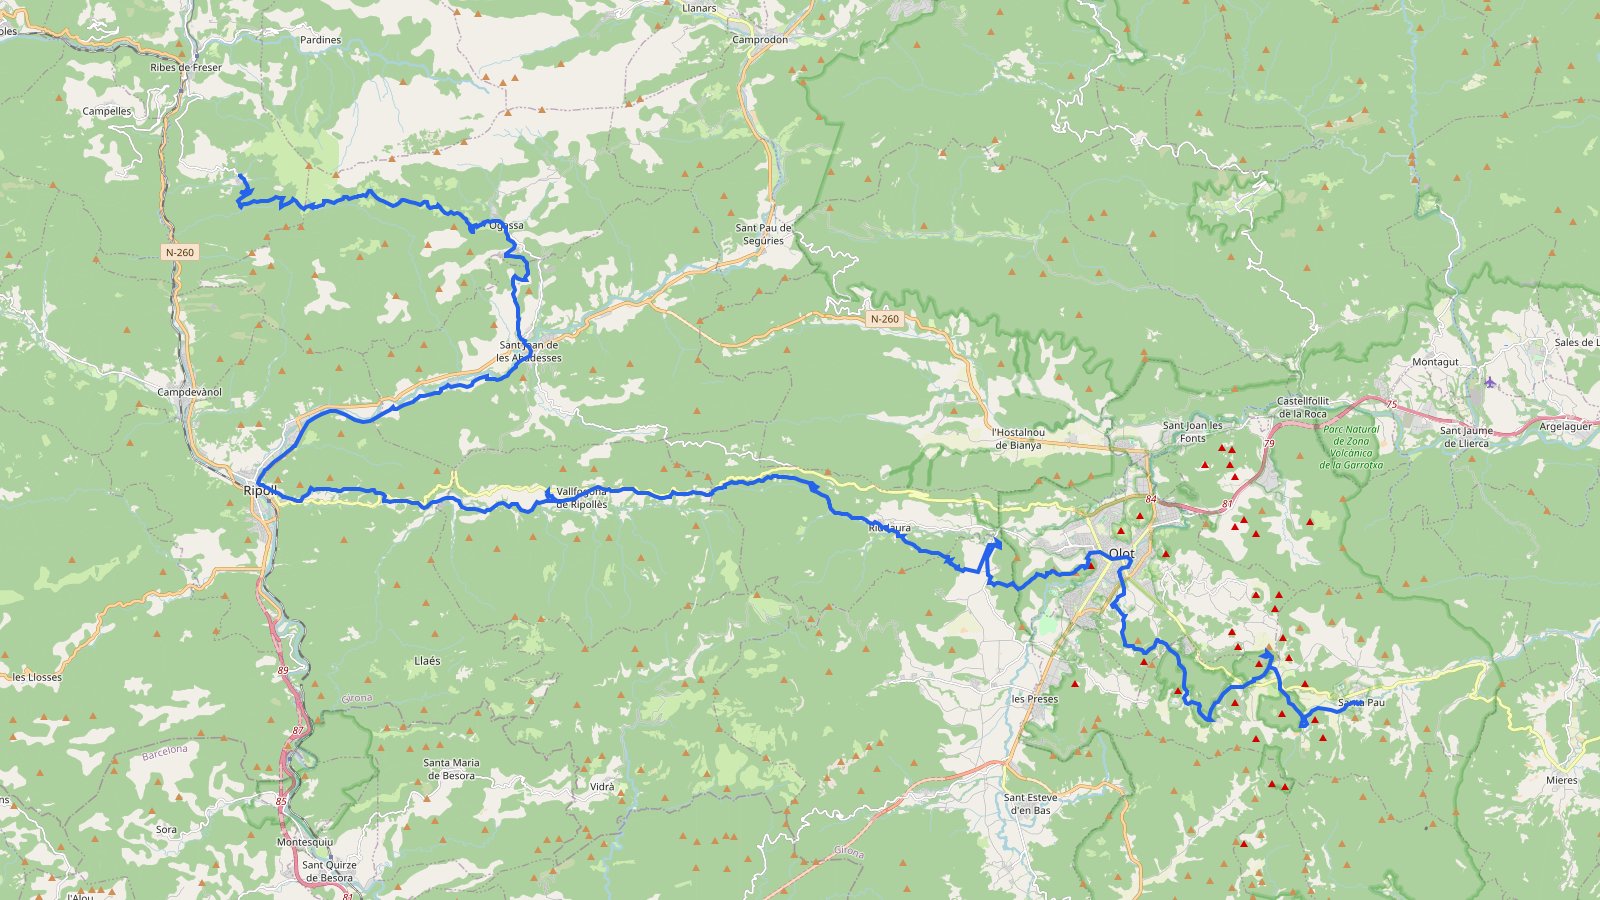 Llanars
Camprodon
Pardines
Ribes de Freser
Campelles
Ogassa
Sant Pau de
Segúries
N-260
N-260
Sant Joan de
les Abadesses
Campdevànol
Montagut
Castellfollit
de la Roca
75
Sant Jaume
de Llierca
Argelaguer
Parc Natural
de Zona
Volcànica
de la Garrotxa
Sant Joan les
Fonts
79
l'Hostalnou
de Bianya
Ripoll
Vallfogona
de Ripollès
84
81
Riudaura
Olot
Llaés
89
les Llosses
Girona
les Preses
Santa Pau
87
Barcelona
Santa Maria
de Besora
Vidrà
Mieres
85
Sant Esteve
d'en Bas
Sora
Montesquiu
Girona
Sant Quirze
de Besora
81
l'Alou